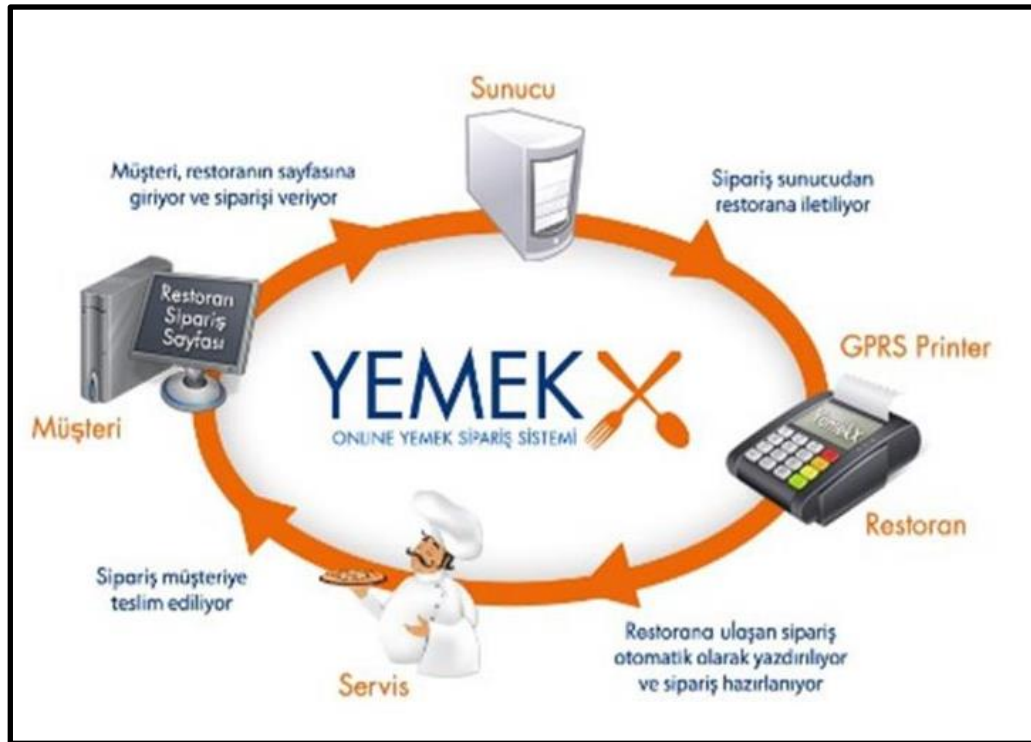 Sunucu
Müşteri, restoranın sayfasına
giriyor ve siparişi veriyor
Sipariş sunucudan
restorana iletiliyor
Restoran
Sipariş
Sayfası
Müşteri
YEMEK
ONLINE YEMEK SİPARİŞ SİSTEMİ
GPRS Printer
YemekX
Restoran
Sipariş müşteriye
teslim ediliyor
Servis
Restorana ulaşan sipariş
otomatik olarak yazdırılıyor
ve sipariş hazırlanıyor